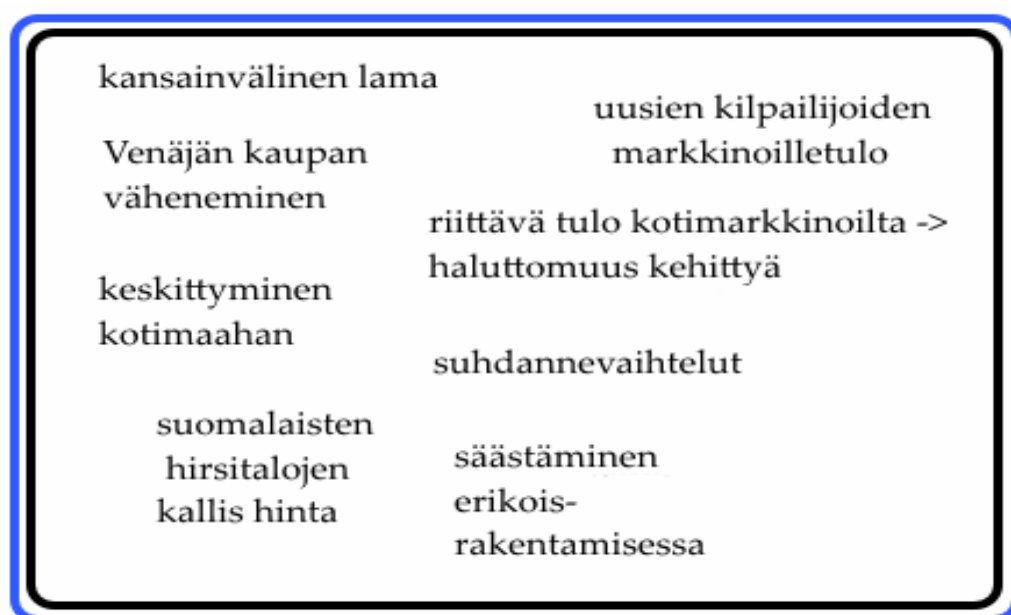 kansainvälinen lama
uusien kilpailijoiden
markkinoilletulo
Venäjän kaupan
väheneminen
riittävä tulo kotimarkkinoilta ->
haluttomuus kehittyä
keskittyminen
kotimaahan
suhdannevaihtelut
suomalaisten
hirsitalojen
kallis hinta
säästäminen
erikois-
rakentamisessa